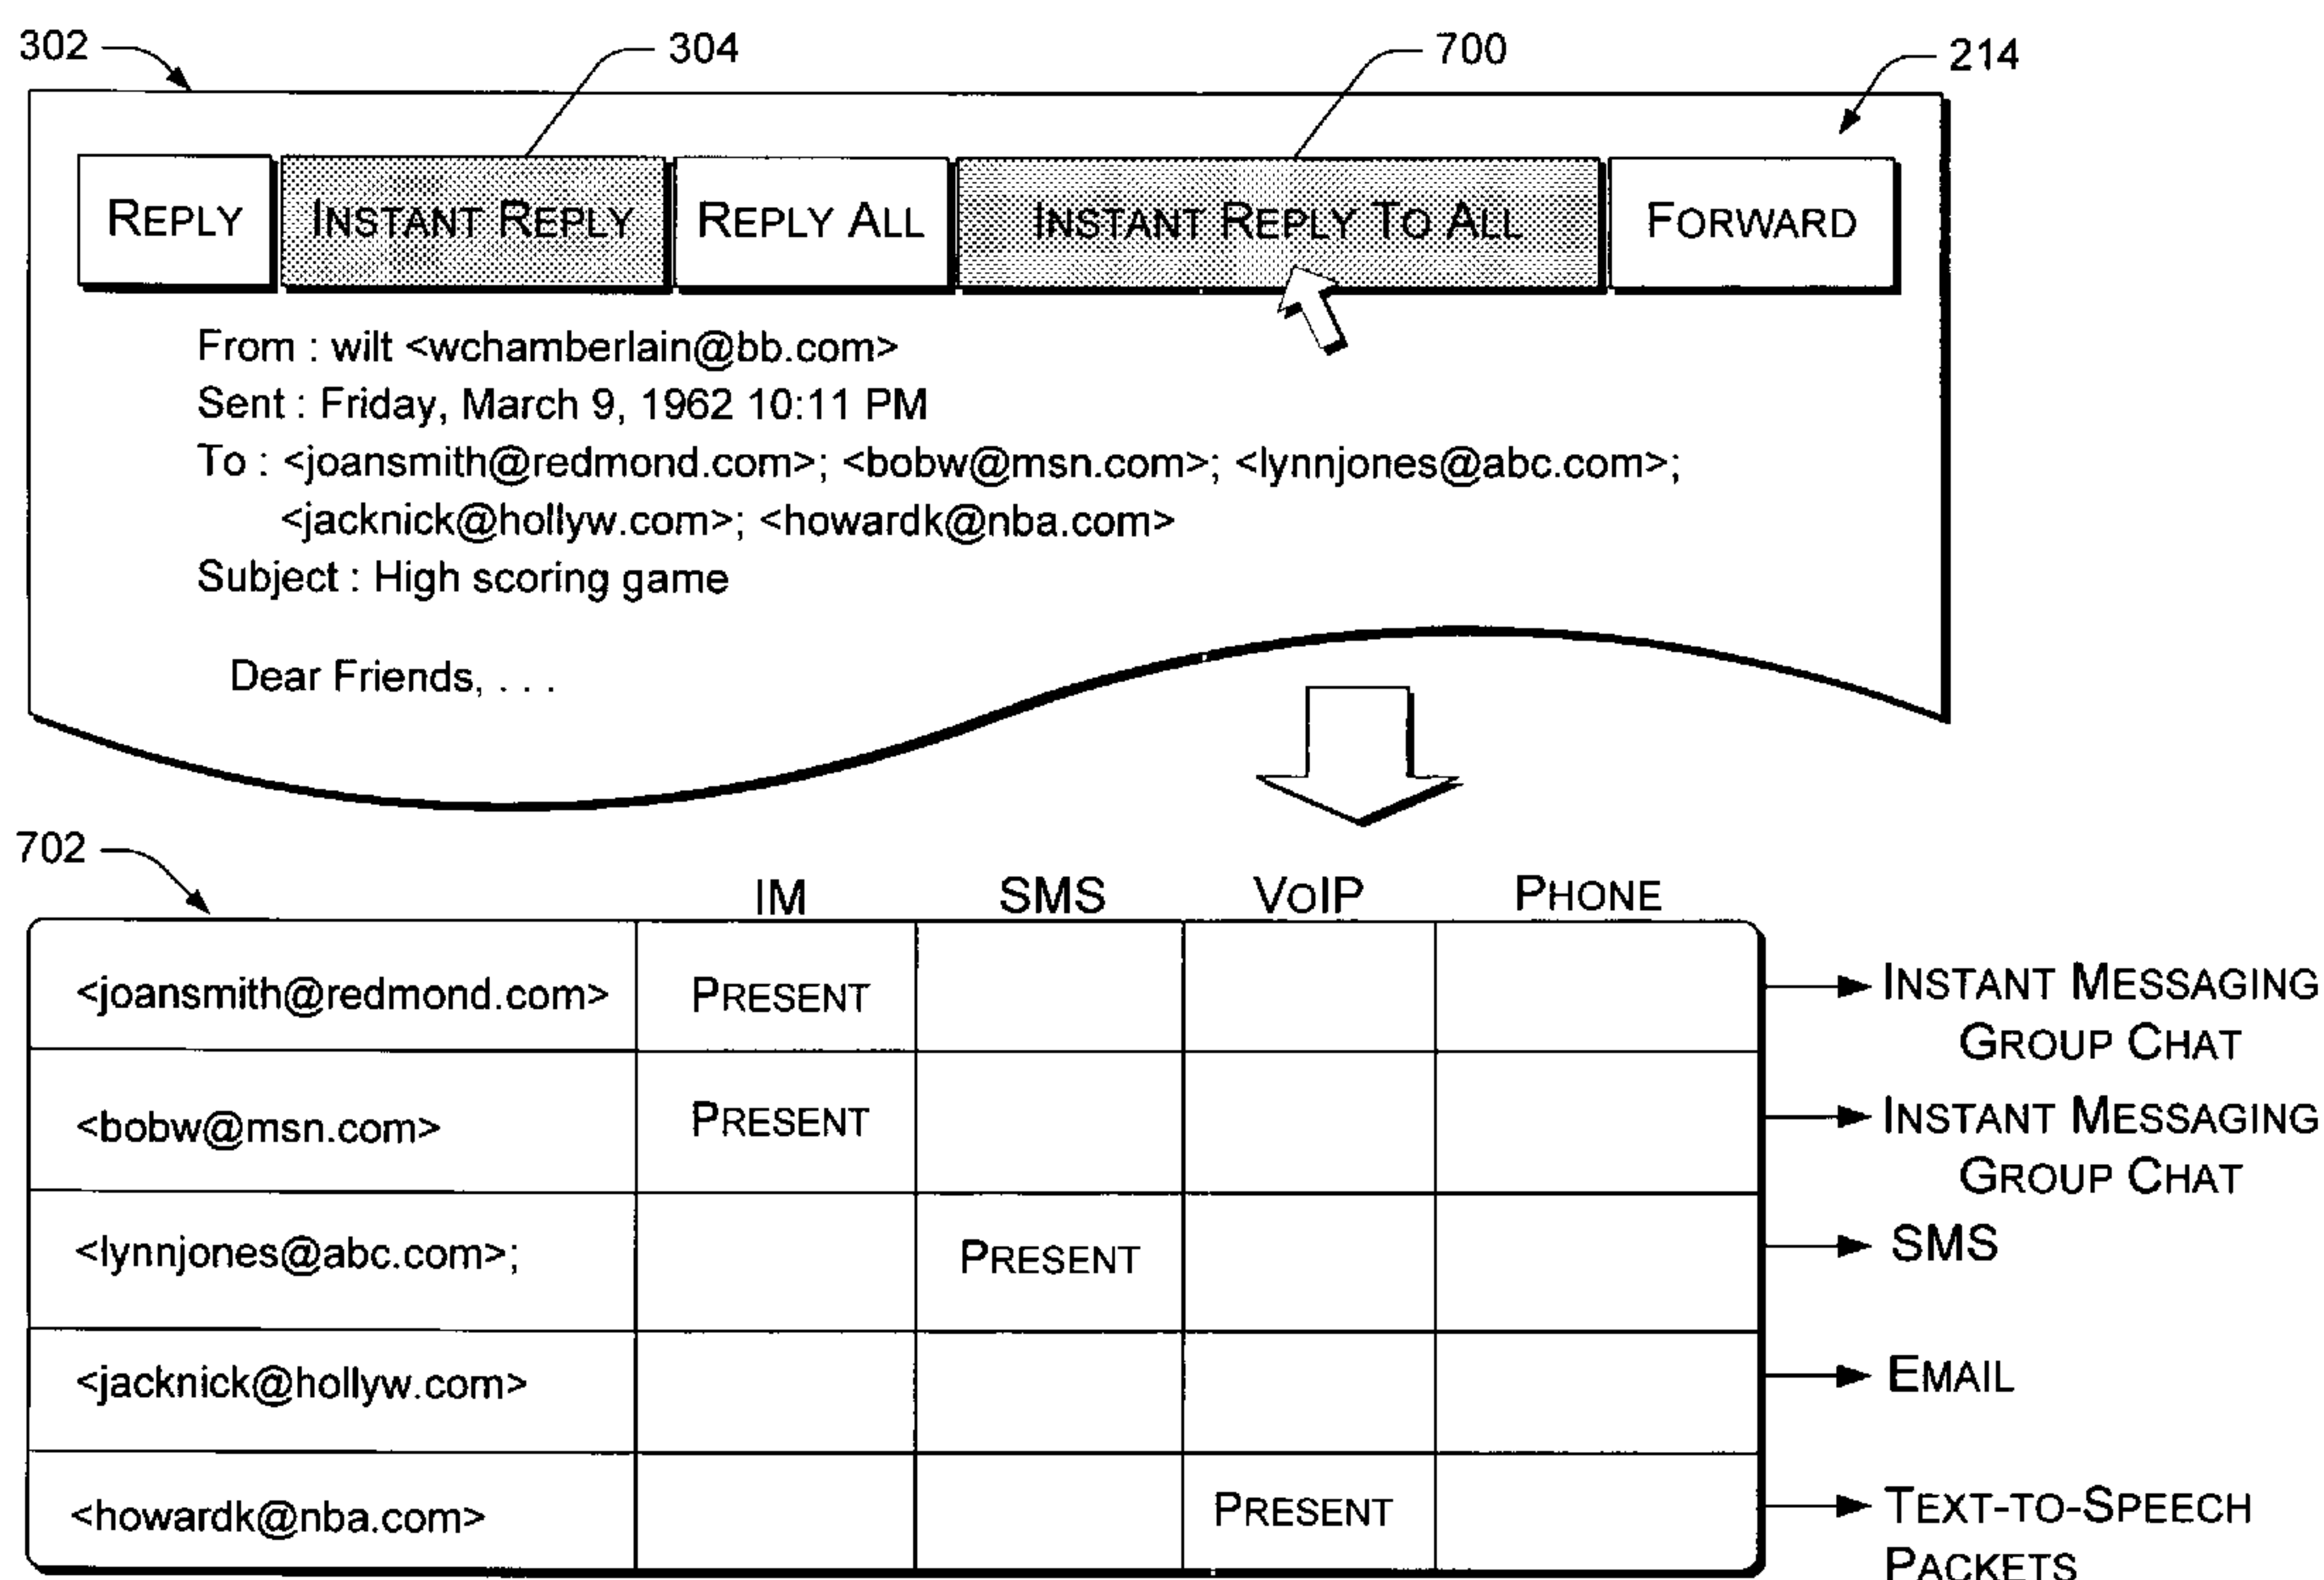 302 304 700 214
REPLY INSTANT REPLY REPLY ALL INSTANT REPLY TO ALL FORWARD
From : wilt <wchamberlain@bb.com>
Sent : Friday, March 9, 1962 10:11 PM
To : <joansmith@redmond.com>; <bobw@msn.com>; <lynnjones@abc.com>;
<jacknick@hollyw.com>; <howardk@nba.com>
Subject : High scoring game
Dear Friends, . . .
702
IM SMS VOIP PHONE
<joansmith@redmond.com> PRESENT INSTANT MESSAGING
GROUP CHAT
<bobw@msn.com> PRESENT INSTANT MESSAGING
GROUP CHAT
<lynnjones@abc.com>; PRESENT SMS
<jacknick@hollyw.com> EMAIL
<howardk@nba.com> PRESENT TEXT-TO-SPEECH
PACKETS